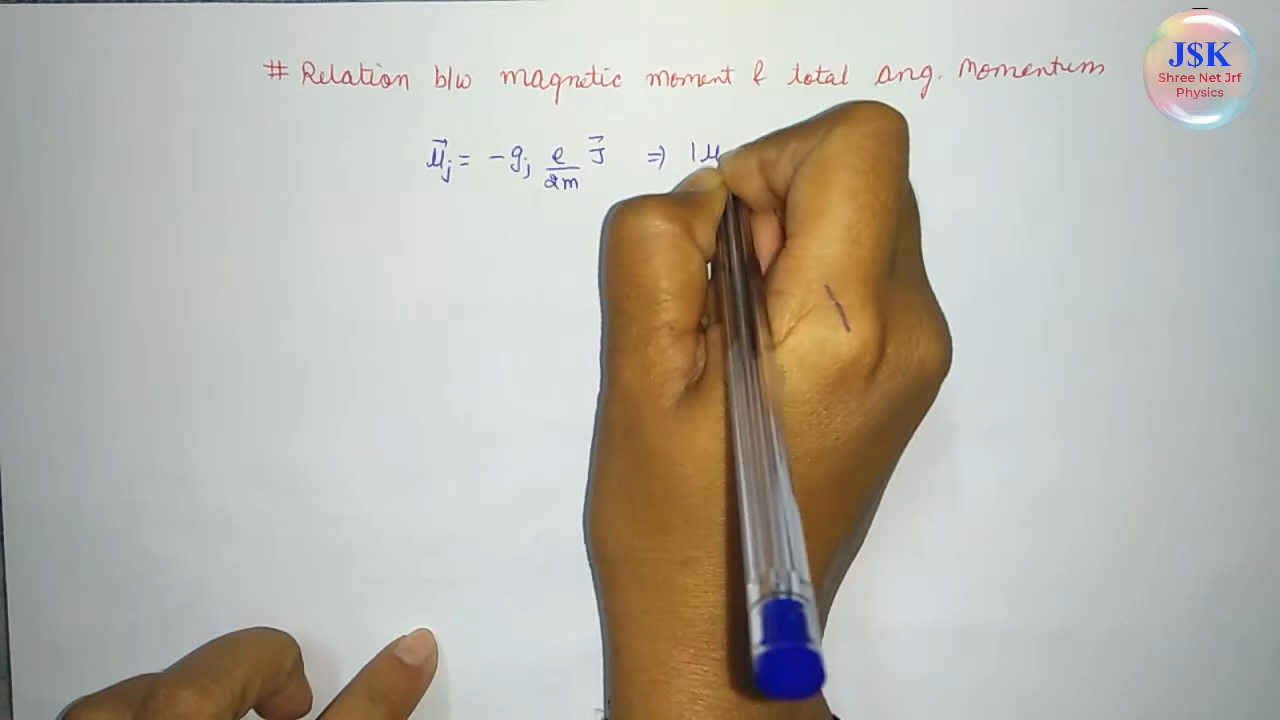 JSK
Shree Net Jrf
Physics
# Relation b/w magnetic moment & total ang. Momentum
μ⃗j = -gj e/2m J⃗ ⇒ |μ